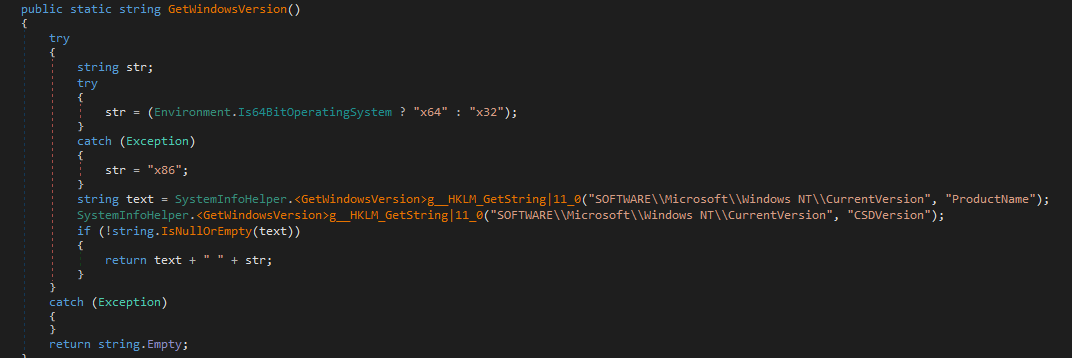 public static string GetWindowsVersion()
{
try
{
string str;
try
{
str = (Environment.Is64BitOperatingSystem ? "x64" : "x32");
}
catch (Exception)
{
str = "x86";
}
string text = SystemInfoHelper.<GetWindowsVersion>g__HKLM_GetString|11_0("SOFTWARE\\Microsoft\\Windows NT\\CurrentVersion", "ProductName");
SystemInfoHelper.<GetWindowsVersion>g__HKLM_GetString|11_0("SOFTWARE\\Microsoft\\Windows NT\\CurrentVersion", "CSDVersion");
if (!string.IsNullOrEmpty(text))
{
return text + " " + str;
}
}
catch (Exception)
{
}
return string.Empty;